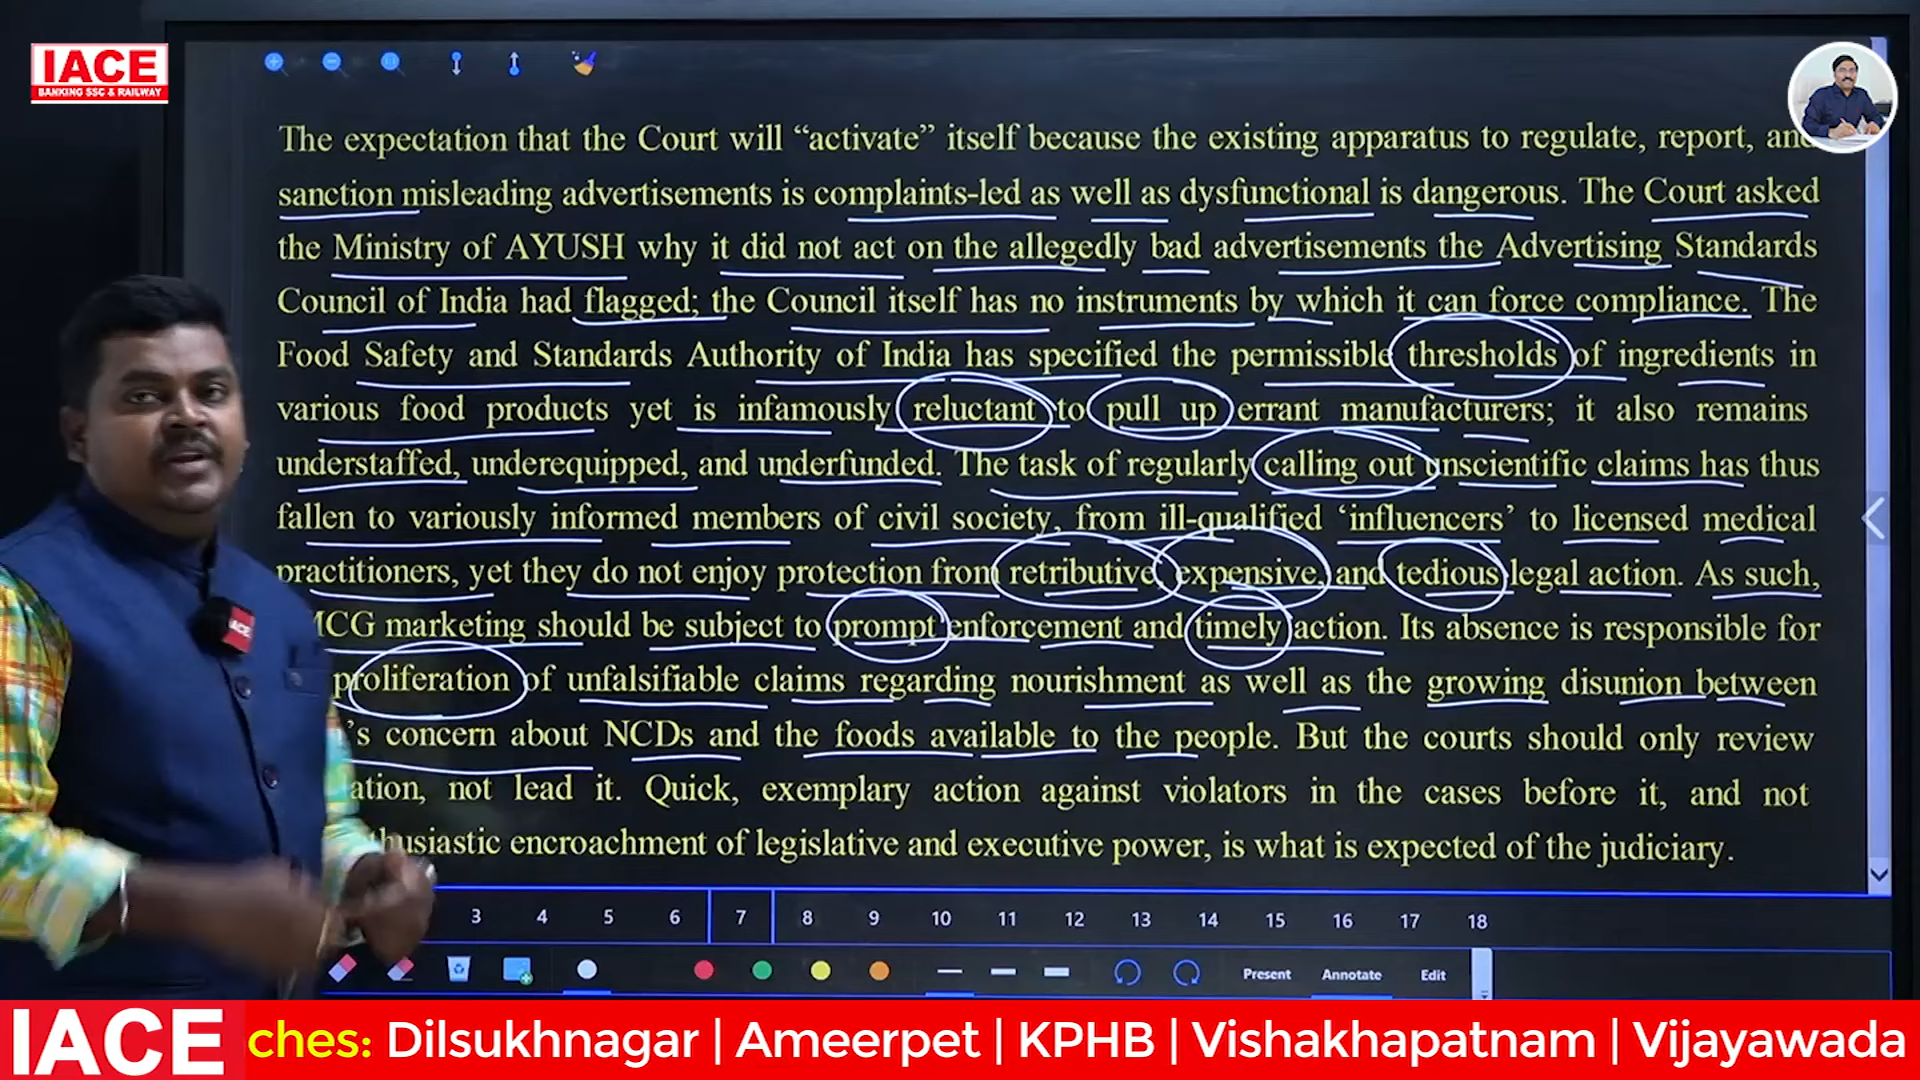 IACE
BANKING SSC & RAILWAY
The expectation that the Court will “activate” itself because the existing apparatus to regulate, report, and
sanction misleading advertisements is complaints-led as well as dysfunctional is dangerous. The Court asked
the Ministry of AYUSH why it did not act on the allegedly bad advertisements the Advertising Standards
Council of India had flagged; the Council itself has no instruments by which it can force compliance. The
Food Safety and Standards Authority of India has specified the permissible thresholds of ingredients in
various food products yet is infamously reluctant to pull up errant manufacturers; it also remains
understaffed, underequipped, and underfunded. The task of regularly calling out unscientific claims has thus
fallen to variously informed members of civil society, from ill-qualified ‘influencers’ to licensed medical
practitioners, yet they do not enjoy protection from retributive, expensive, and tedious legal action. As such,
MCG marketing should be subject to prompt enforcement and timely action. Its absence is responsible for
proliferation of unfalsifiable claims regarding nourishment as well as the growing disunion between
’s concern about NCDs and the foods available to the people. But the courts should only review
ation, not lead it. Quick, exemplary action against violators in the cases before it, and not
husiastic encroachment of legislative and executive power, is what is expected of the judiciary.
3 4 5 6 7 8 9 10 11 12 13 14 15 16 17 18
Present Annotate Edit
IACE
IACE ches: Dilsukhnagar | Ameerpet | KPHB | Vishakhapatnam | Vijayawada